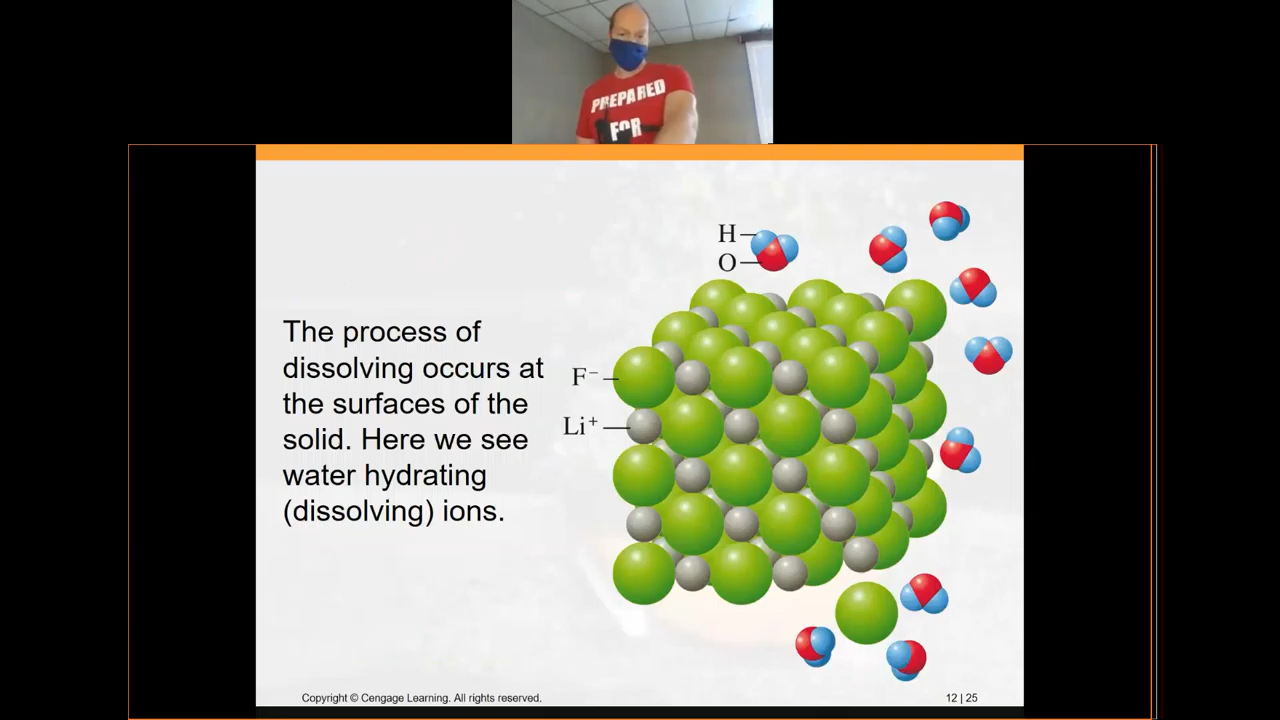 PREPARED
FOR
H
O
F⁻
Li⁺
The process of
dissolving occurs at
the surfaces of the
solid. Here we see
water hydrating
(dissolving) ions.
Copyright © Cengage Learning. All rights reserved.
12 | 25